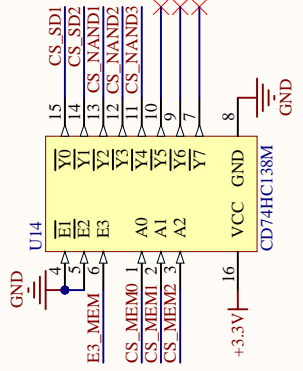 CS_SD1
CS_SD2
CS_NAND1
CS_NAND2
CS_NAND3
15
14
13
12
11
10
9
7
8
GND
Y0
Y1
Y2
Y3
Y4
Y5
Y6
Y7
GND
U14
E1
E2
E3
A0
A1
A2
VCC
CD74HC138M
GND
4
5
6
1
2
3
16
E3_MEM
CS_MEM0
CS_MEM1
CS_MEM2
+3.3V